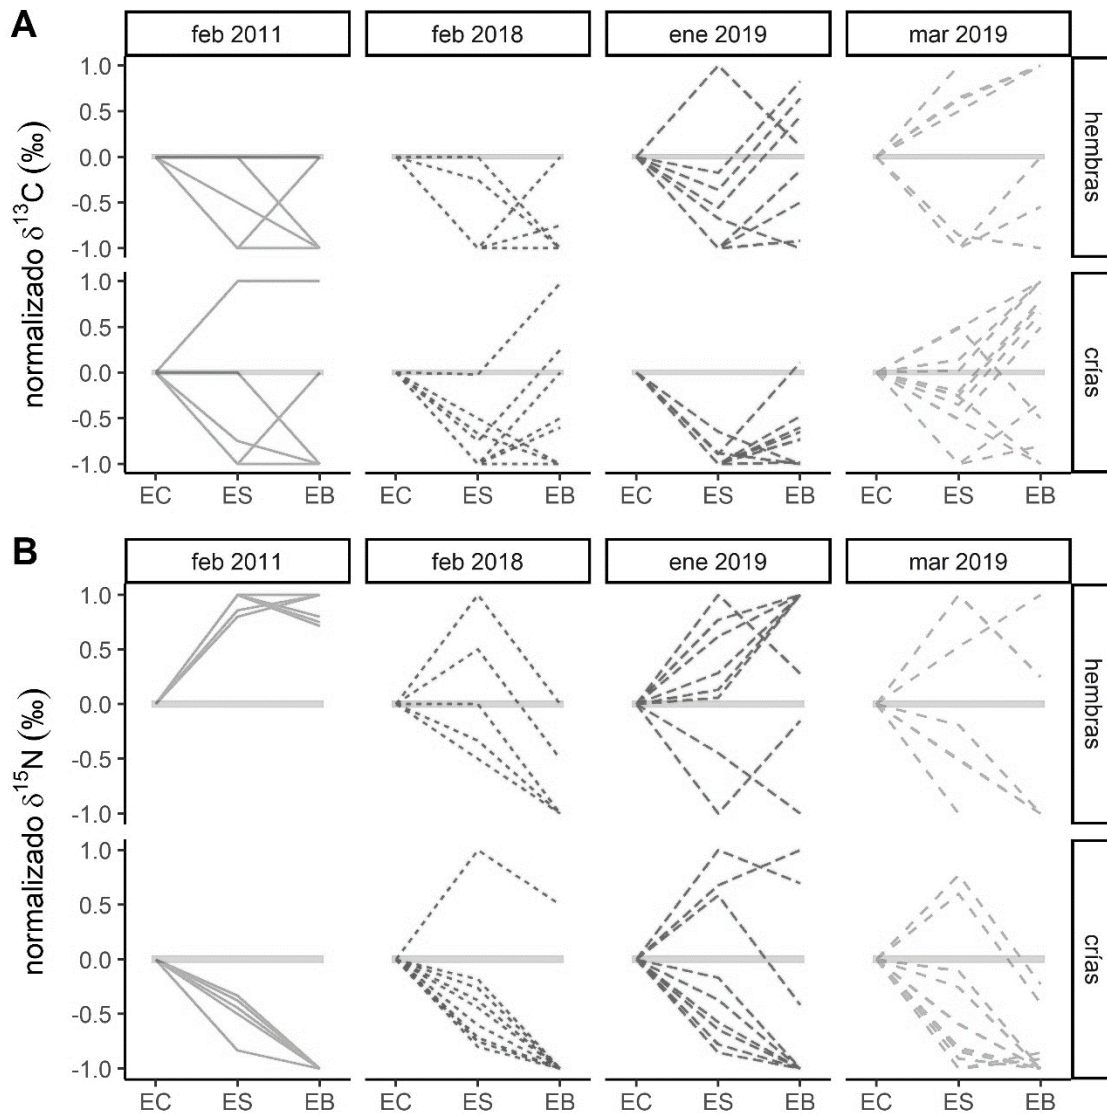 A
feb 2011
feb 2018
ene 2019
mar 2019
normalizado δ¹³C (‰)
1.0
0.5
0.0
-0.5
-1.0
hembras
1.0
0.5
0.0
-0.5
-1.0
crías
EC ES EB EC ES EB EC ES EB EC ES EB
B
feb 2011
feb 2018
ene 2019
mar 2019
normalizado δ¹⁵N (‰)
1.0
0.5
0.0
-0.5
-1.0
hembras
1.0
0.5
0.0
-0.5
-1.0
crías
EC ES EB EC ES EB EC ES EB EC ES EB